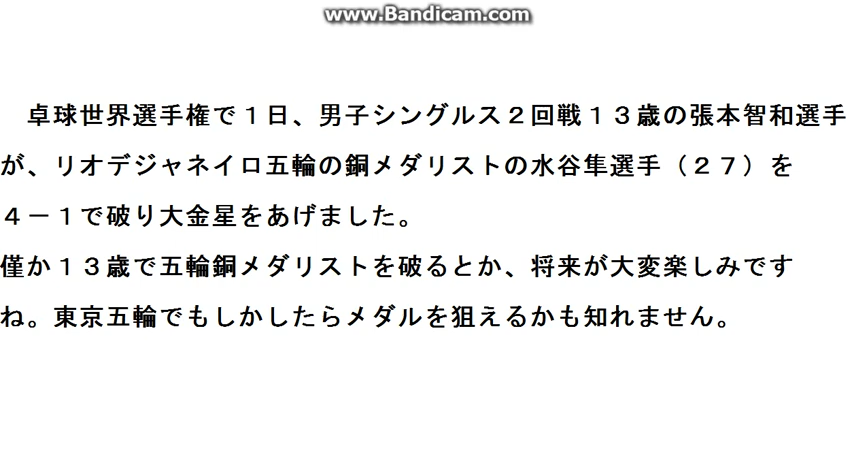 www.Bandicam.com
　卓球世界選手権で１日、男子シングルス２回戦１３歳の張本智和選手
が、リオデジャネイロ五輪の銅メダリストの水谷隼選手（２７）を
４－１で破り大金星をあげました。
僅か１３歳で五輪銅メダリストを破るとか、将来が大変楽しみです
ね。東京五輪でもしかしたらメダルを狙えるかも知れません。